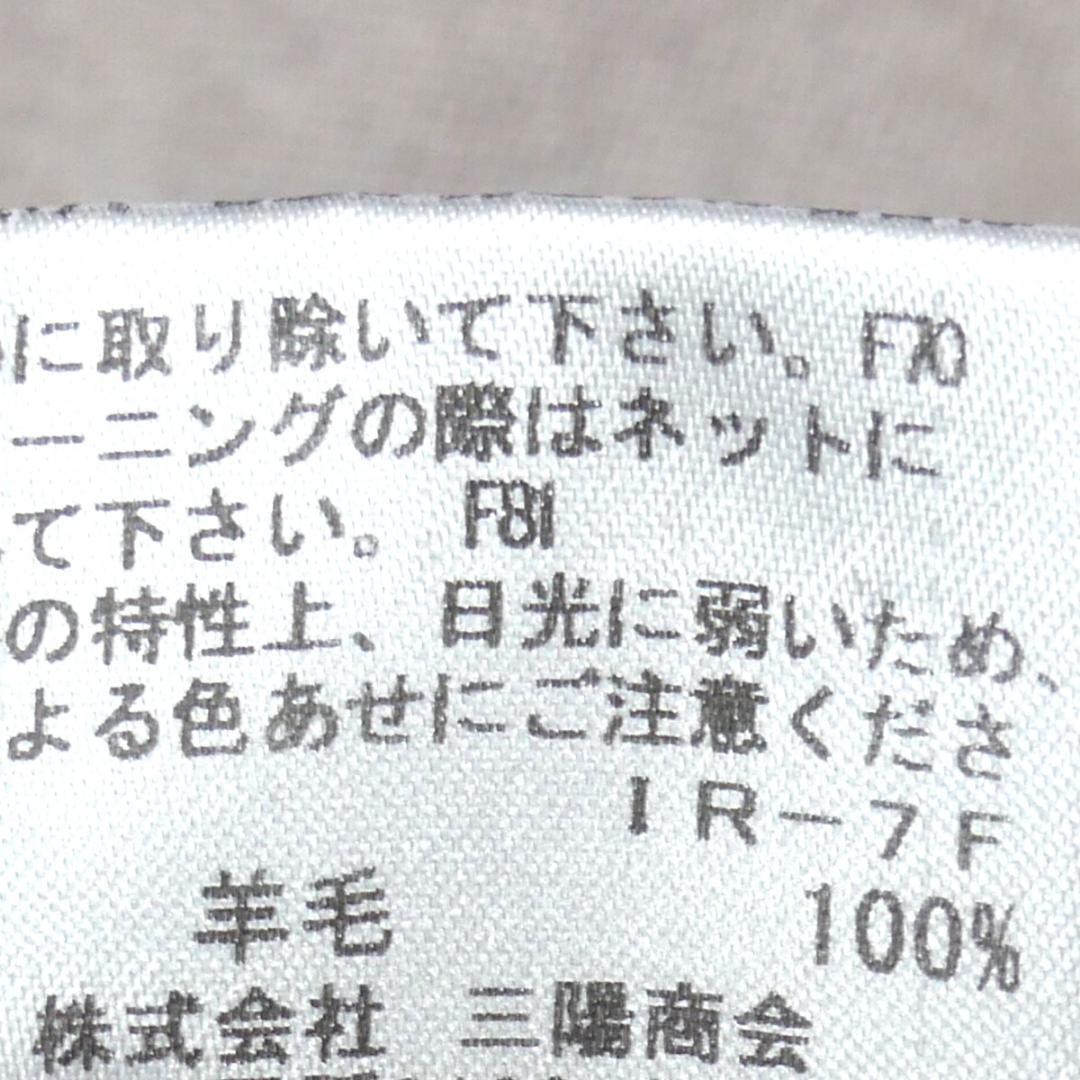 に取り除いて下さい。F70
ーニングの際はネットに
て下さい。 F81
の特性上、日光に弱いため、
よる色あせにご注意くださ
IR-7F
羊毛 100%
株式会社 三陽商会